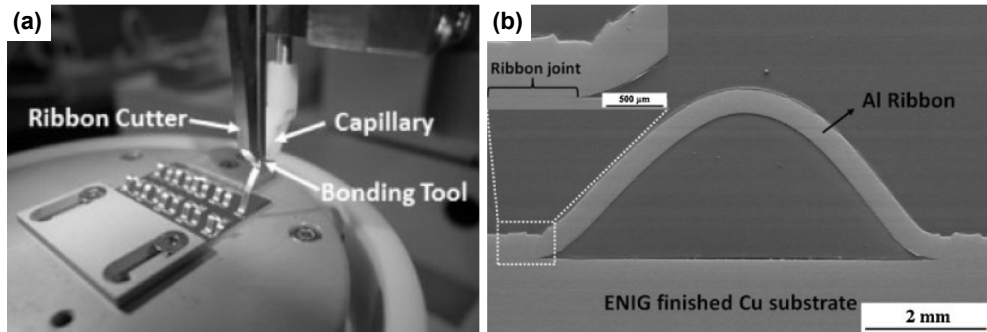 (a)
Ribbon Cutter
Capillary
Bonding Tool
(b)
Ribbon joint
500 μm
Al Ribbon
ENIG finished Cu substrate
2 mm